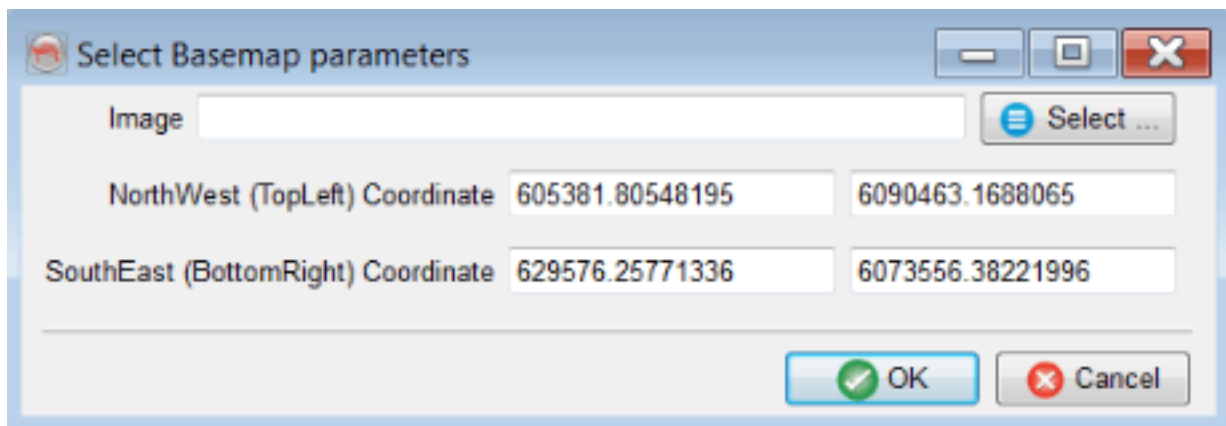 Select Basemap parameters
Image Select ...
NorthWest (TopLeft) Coordinate 605381.80548195 6090463.1688065
SouthEast (BottomRight) Coordinate 629576.25771336 6073556.38221996
OK Cancel